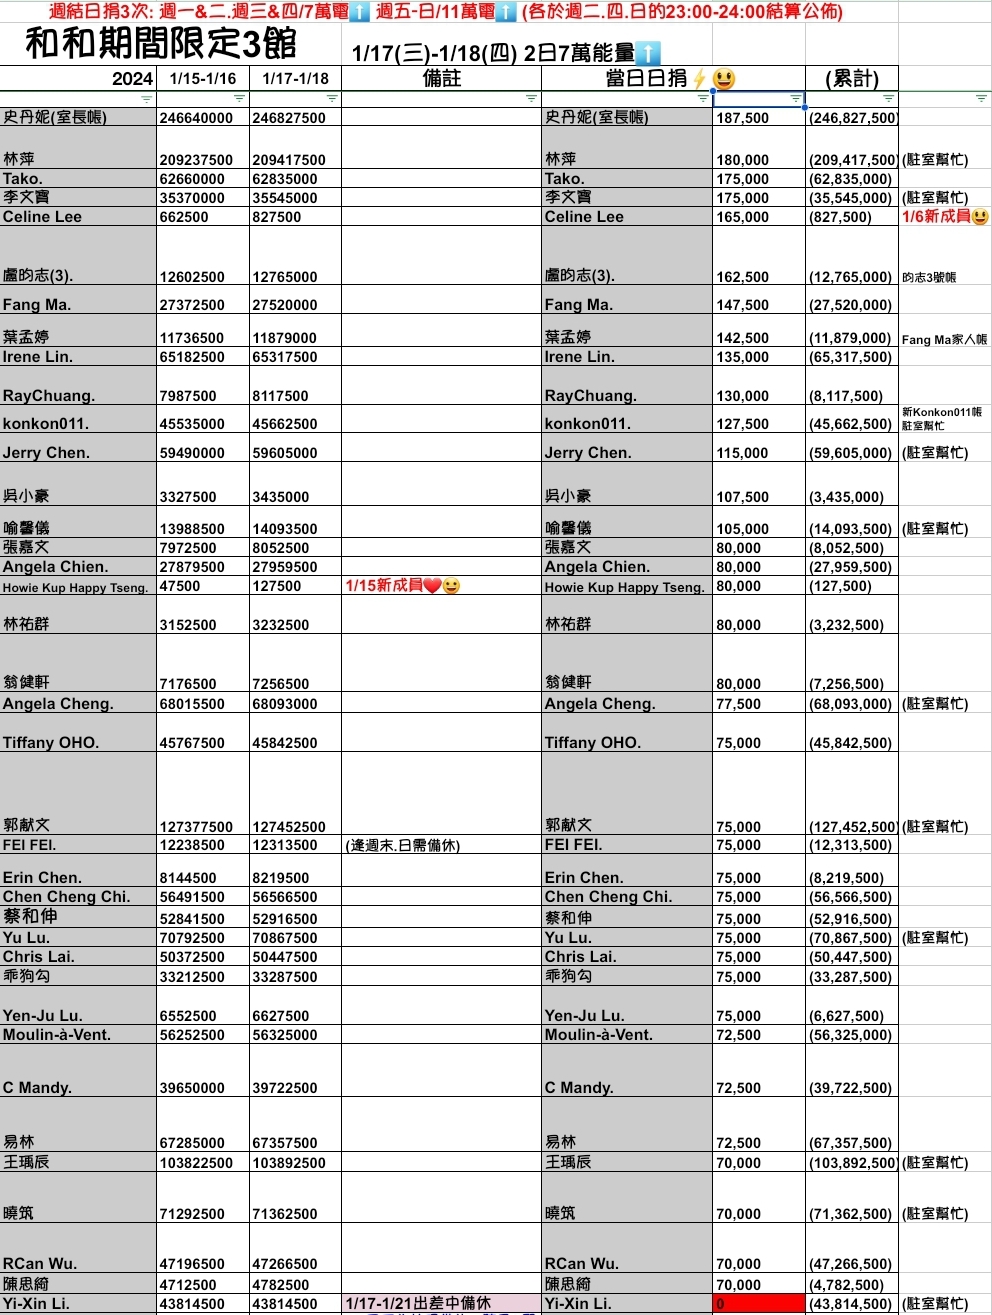 週結日捐3次: 週一&二.週三&四/7萬電⬆️ 週五-日/11萬電⬆️ (各於週二.四.日的23:00-24:00結算公佈)
和和期間限定3館 1/17(三)-1/18(四) 2日7萬能量⬆️
2024 1/15-1/16 1/17-1/18 備註 當日日捐⚡😃 (累計)
史丹妮(室長帳) 246640000 246827500 史丹妮(室長帳) 187,500 (246,827,500)
林萍 209237500 209417500 林萍 180,000 (209,417,500) (駐室幫忙)
Tako. 62660000 62835000 Tako. 175,000 (62,835,000)
李文寶 35370000 35545000 李文寶 175,000 (35,545,000) (駐室幫忙)
Celine Lee 662500 827500 Celine Lee 165,000 (827,500) 1/6新成員😃
盧昀志(3). 12602500 12765000 盧昀志(3). 162,500 (12,765,000) 昀志3號帳
Fang Ma. 27372500 27520000 Fang Ma. 147,500 (27,520,000)
葉孟婷 11736500 11879000 葉孟婷 142,500 (11,879,000) Fang Ma家人帳
Irene Lin. 65182500 65317500 Irene Lin. 135,000 (65,317,500)
RayChuang. 7987500 8117500 RayChuang. 130,000 (8,117,500)
konkon011. 45535000 45662500 konkon011. 127,500 (45,662,500) 新Konkon011帳
駐室幫忙
Jerry Chen. 59490000 59605000 Jerry Chen. 115,000 (59,605,000) (駐室幫忙)
吳小豪 3327500 3435000 吳小豪 107,500 (3,435,000)
喻馨儀 13988500 14093500 喻馨儀 105,000 (14,093,500) (駐室幫忙)
張嘉文 7972500 8052500 張嘉文 80,000 (8,052,500)
Angela Chien. 27879500 27959500 Angela Chien. 80,000 (27,959,500)
Howie Kup Happy Tseng. 47500 127500 1/15新成員❤️😀 Howie Kup Happy Tseng. 80,000 (127,500)
林祐群 3152500 3232500 林祐群 80,000 (3,232,500)
翁健軒 7176500 7256500 翁健軒 80,000 (7,256,500)
Angela Cheng. 68015500 68093000 Angela Cheng. 77,500 (68,093,000) (駐室幫忙)
Tiffany OHO. 45767500 45842500 Tiffany OHO. 75,000 (45,842,500)
郭献文 127377500 127452500 郭献文 75,000 (127,452,500) (駐室幫忙)
FEI FEI. 12238500 12313500 (逢週末.日需備休) FEI FEI. 75,000 (12,313,500)
Erin Chen. 8144500 8219500 Erin Chen. 75,000 (8,219,500)
Chen Cheng Chi. 56491500 56566500 Chen Cheng Chi. 75,000 (56,566,500)
蔡和伸 52841500 52916500 蔡和伸 75,000 (52,916,500)
Yu Lu. 70792500 70867500 Yu Lu. 75,000 (70,867,500) (駐室幫忙)
Chris Lai. 50372500 50447500 Chris Lai. 75,000 (50,447,500)
乖狗勾 33212500 33287500 乖狗勾 75,000 (33,287,500)
Yen-Ju Lu. 6552500 6627500 Yen-Ju Lu. 75,000 (6,627,500)
Moulin-à-Vent. 56252500 56325000 Moulin-à-Vent. 72,500 (56,325,000)
C Mandy. 39650000 39722500 C Mandy. 72,500 (39,722,500)
易林 67285000 67357500 易林 72,500 (67,357,500)
王瑀辰 103822500 103892500 王瑀辰 70,000 (103,892,500) (駐室幫忙)
曉筑 71292500 71362500 曉筑 70,000 (71,362,500) (駐室幫忙)
RCan Wu. 47196500 47266500 RCan Wu. 70,000 (47,266,500)
陳思綺 4712500 4782500 陳思綺 70,000 (4,782,500)
Yi-Xin Li. 43814500 43814500 1/17-1/21出差中備休 Yi-Xin Li. 0 (43,814,500) (駐室幫忙)